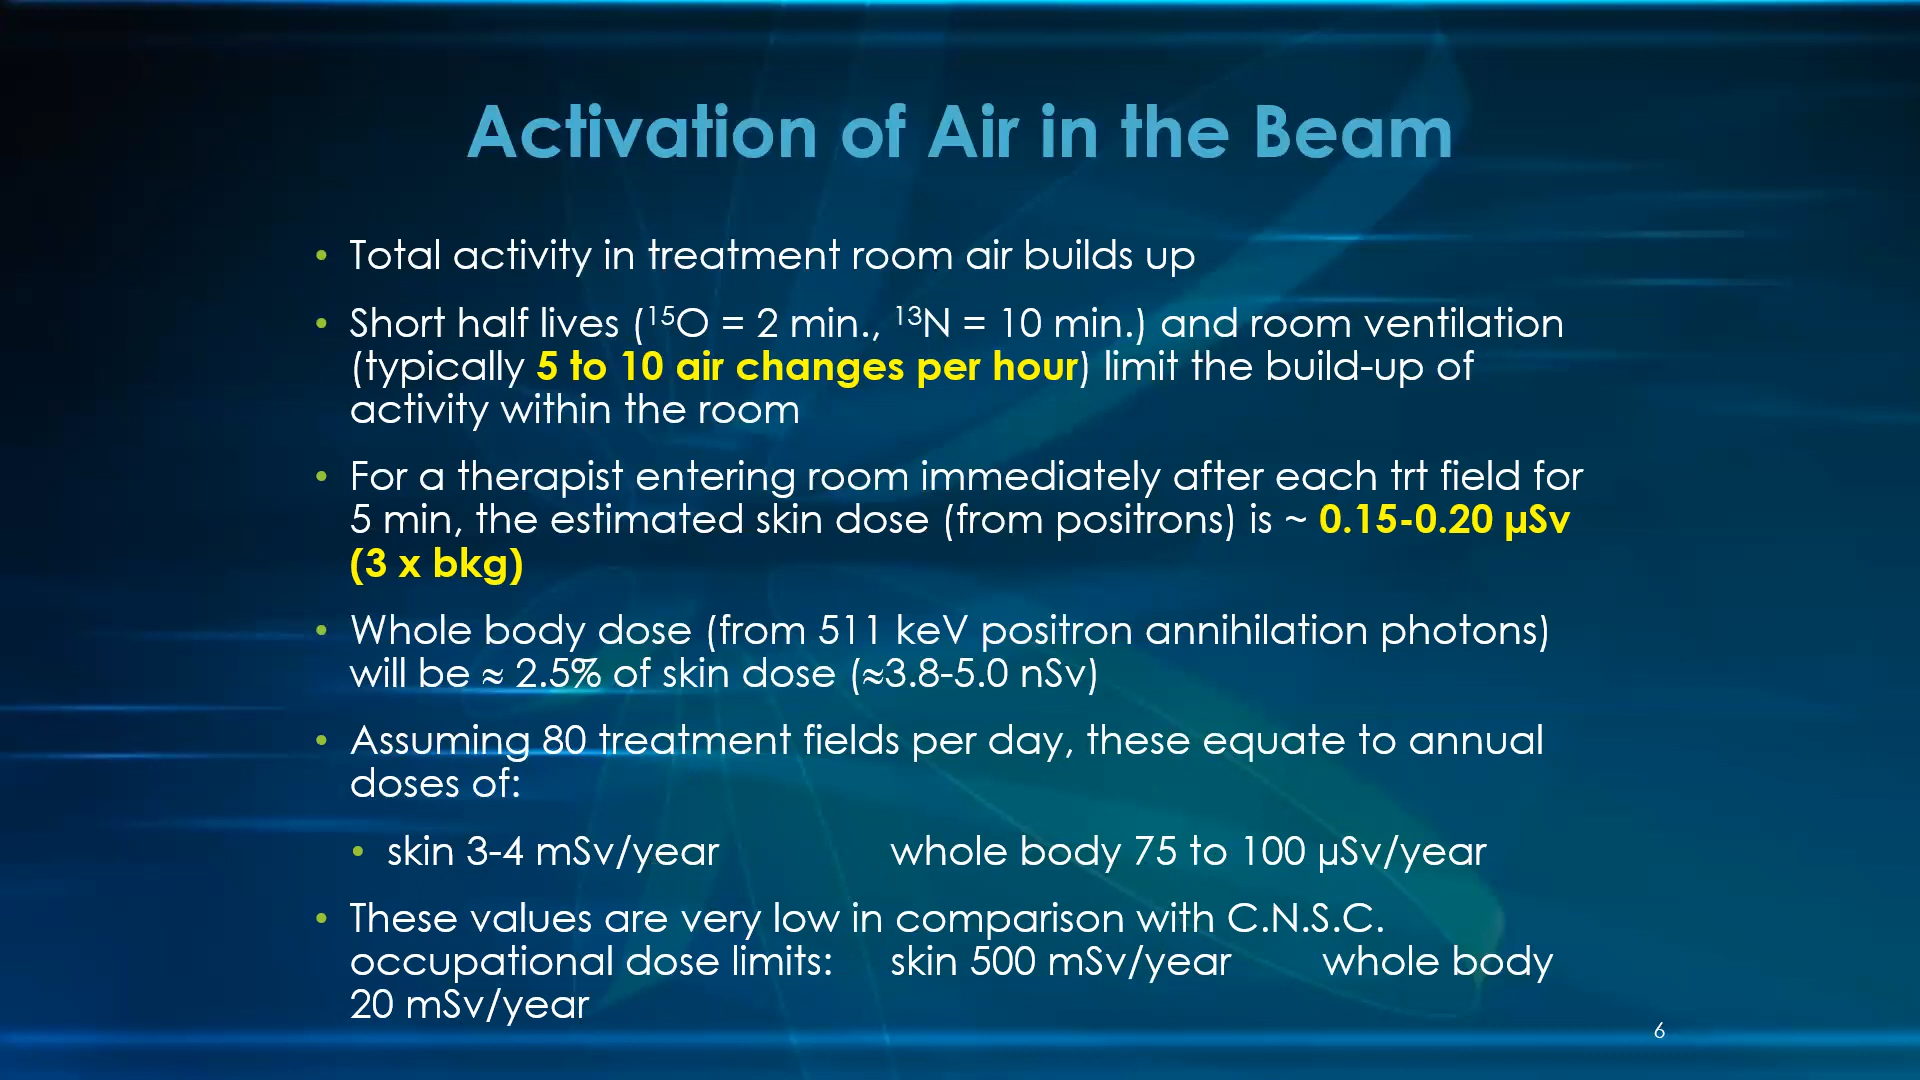 Activation of Air in the Beam
• Total activity in treatment room air builds up
• Short half lives (¹⁵O = 2 min., ¹³N = 10 min.) and room ventilation
(typically 5 to 10 air changes per hour) limit the build-up of
activity within the room
• For a therapist entering room immediately after each trt field for
5 min, the estimated skin dose (from positrons) is ~ 0.15-0.20 µSv
(3 x bkg)
• Whole body dose (from 511 keV positron annihilation photons)
will be ≈ 2.5% of skin dose (≈3.8-5.0 nSv)
• Assuming 80 treatment fields per day, these equate to annual
doses of:
• skin 3-4 mSv/year whole body 75 to 100 µSv/year
• These values are very low in comparison with C.N.S.C.
occupational dose limits: skin 500 mSv/year whole body
20 mSv/year
6